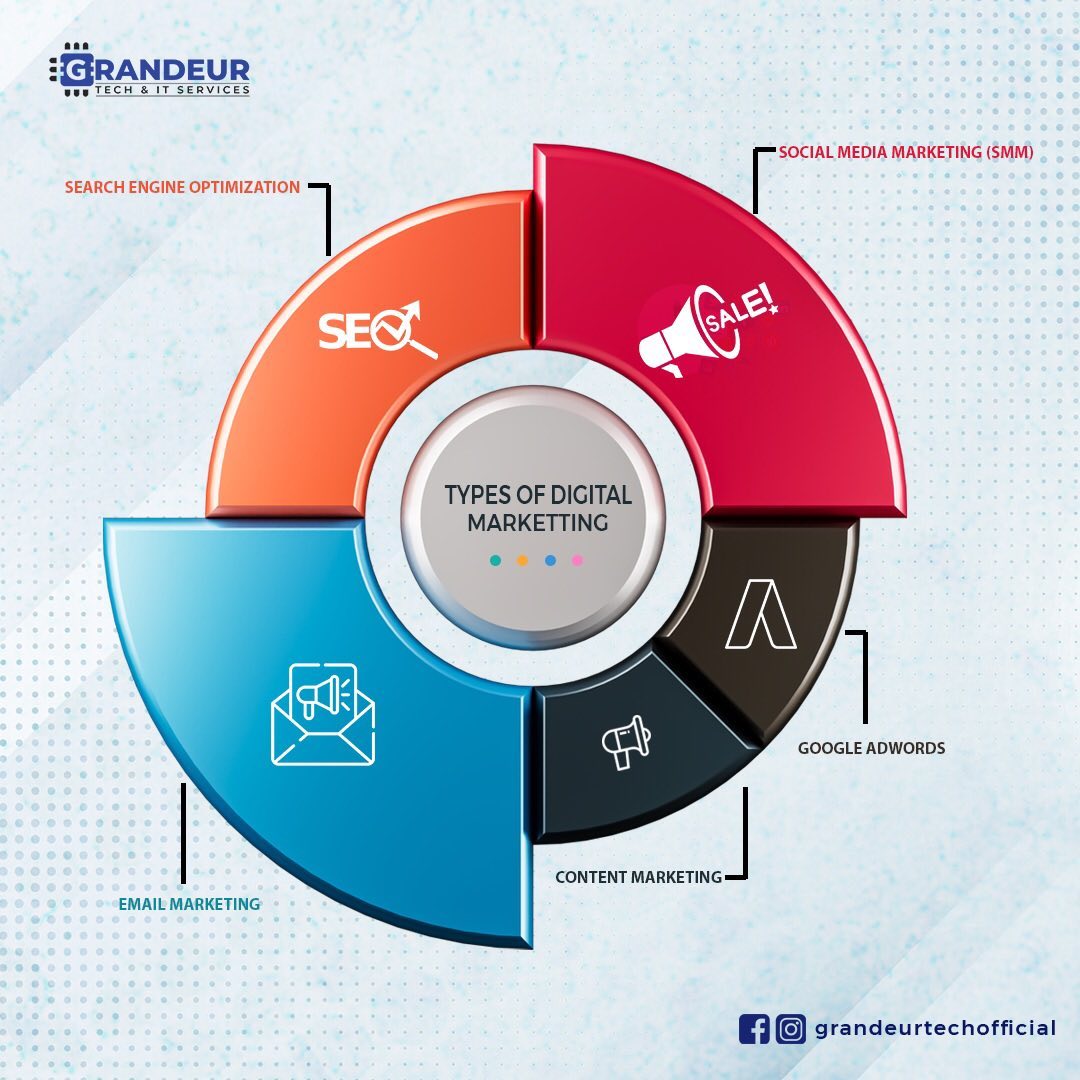 GRANDEUR
TECH & IT SERVICES
SOCIAL MEDIA MARKETING (SMM)
SEARCH ENGINE OPTIMIZATION
SEO
SALE!
TYPES OF DIGITAL
MARKETTING
GOOGLE ADWORDS
CONTENT MARKETING
EMAIL MARKETING
grandeurtechofficial